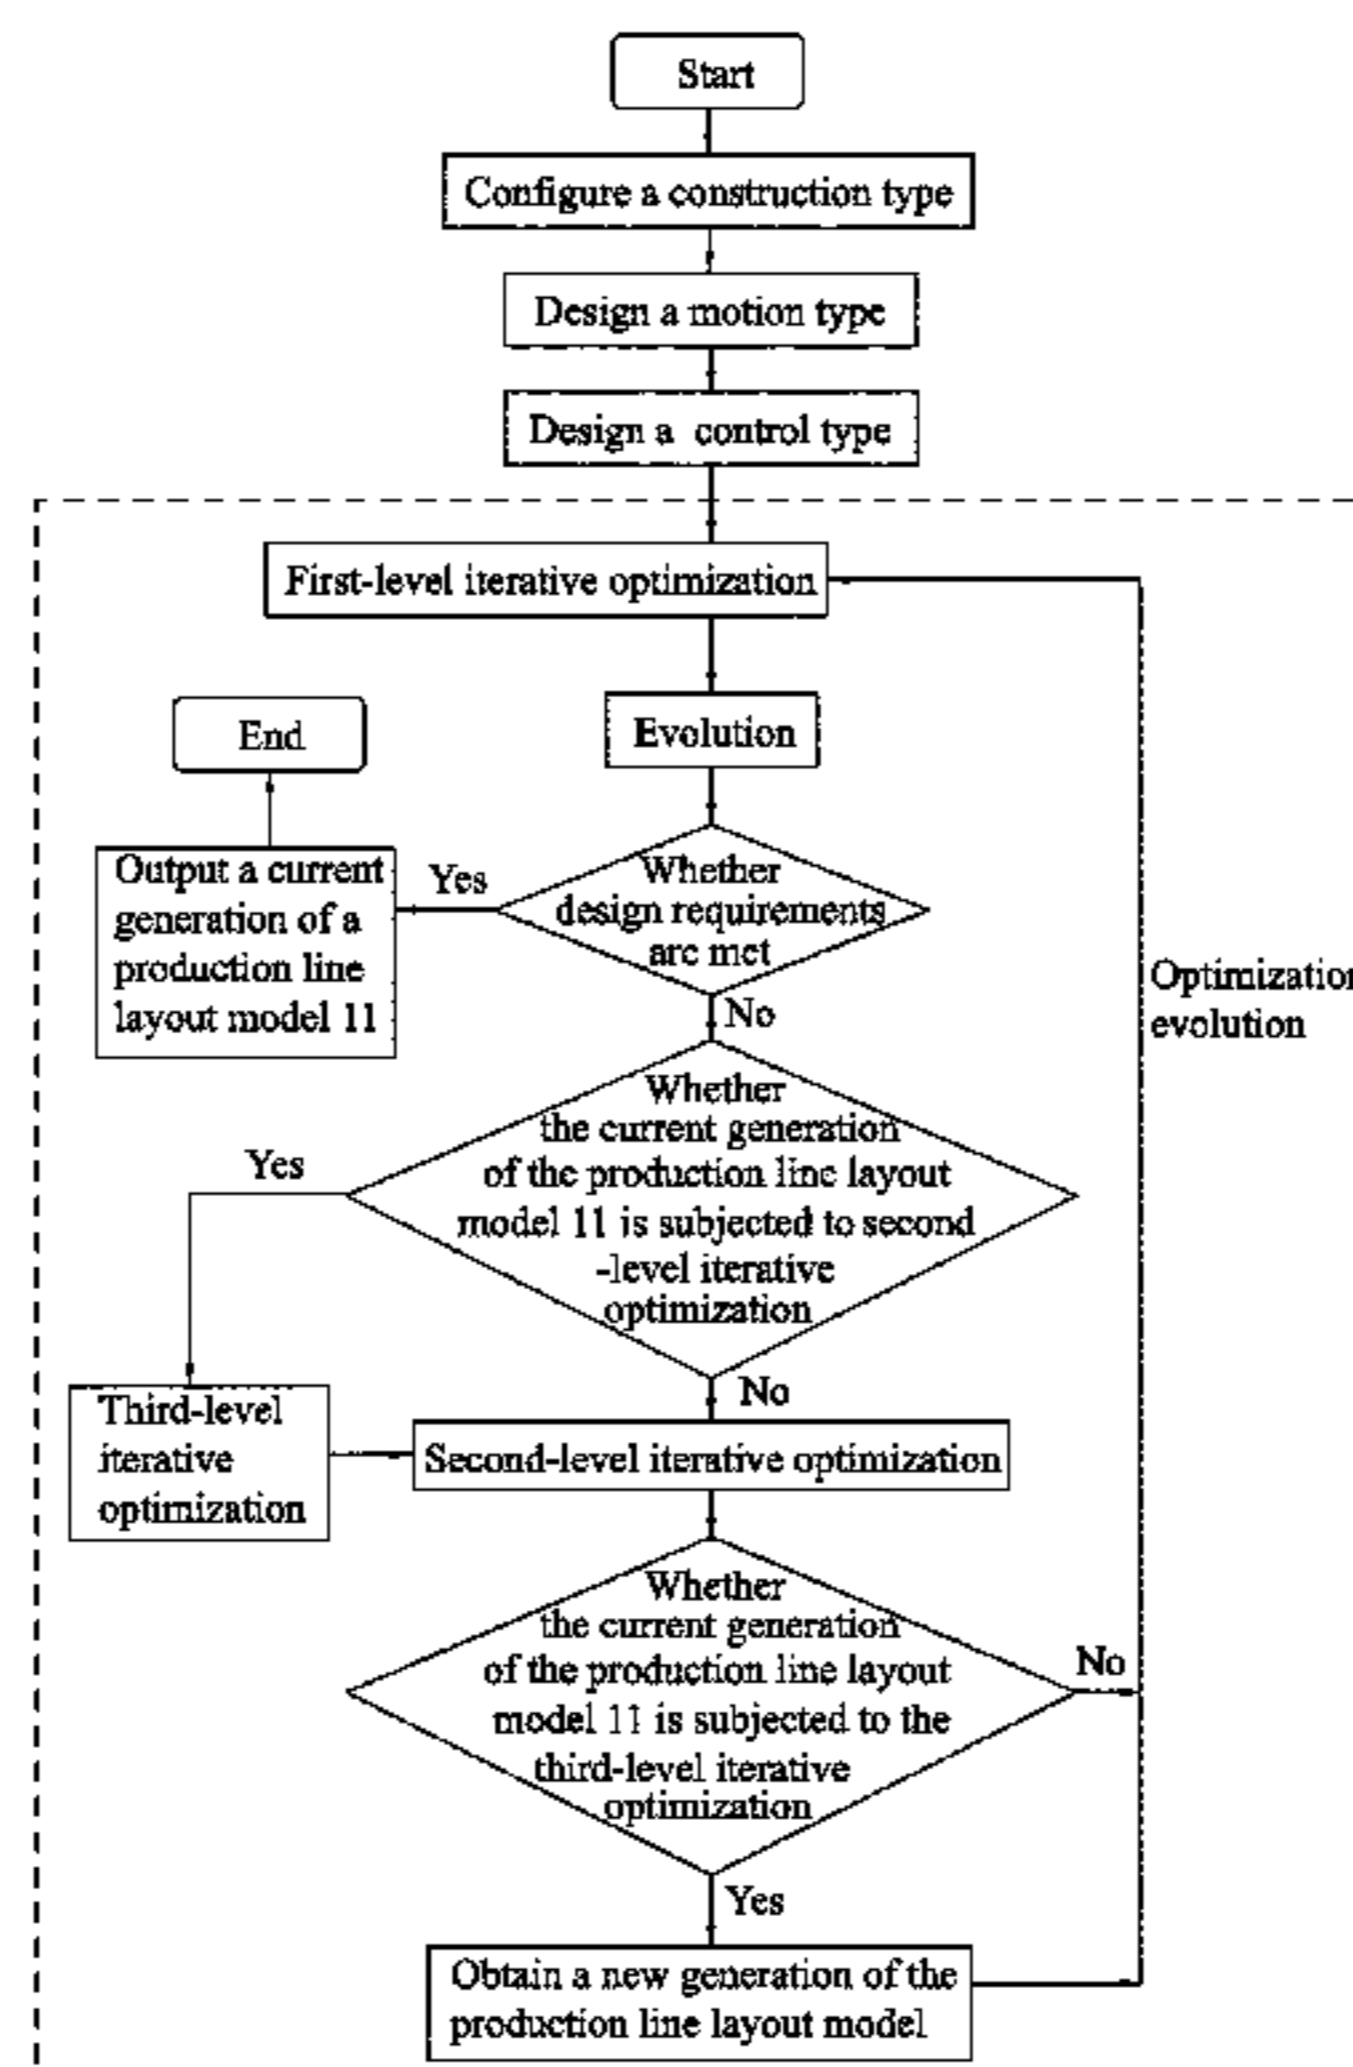 Start
Configure a construction type
Design a motion type
Design a control type
First-level iterative optimization
End
Evolution
Output a current
generation of a
production line
layout model 11
Yes
Whether
design requirements
are met
No
Optimization
evolution
Whether
the current generation
of the production line layout
model 11 is subjected to second
-level iterative
optimization
Yes
No
Third-level
iterative
optimization
Second-level iterative optimization
Whether
the current generation
of the production line layout
model 11 is subjected to the
third-level iterative
optimization
No
Yes
Obtain a new generation of the
production line layout model